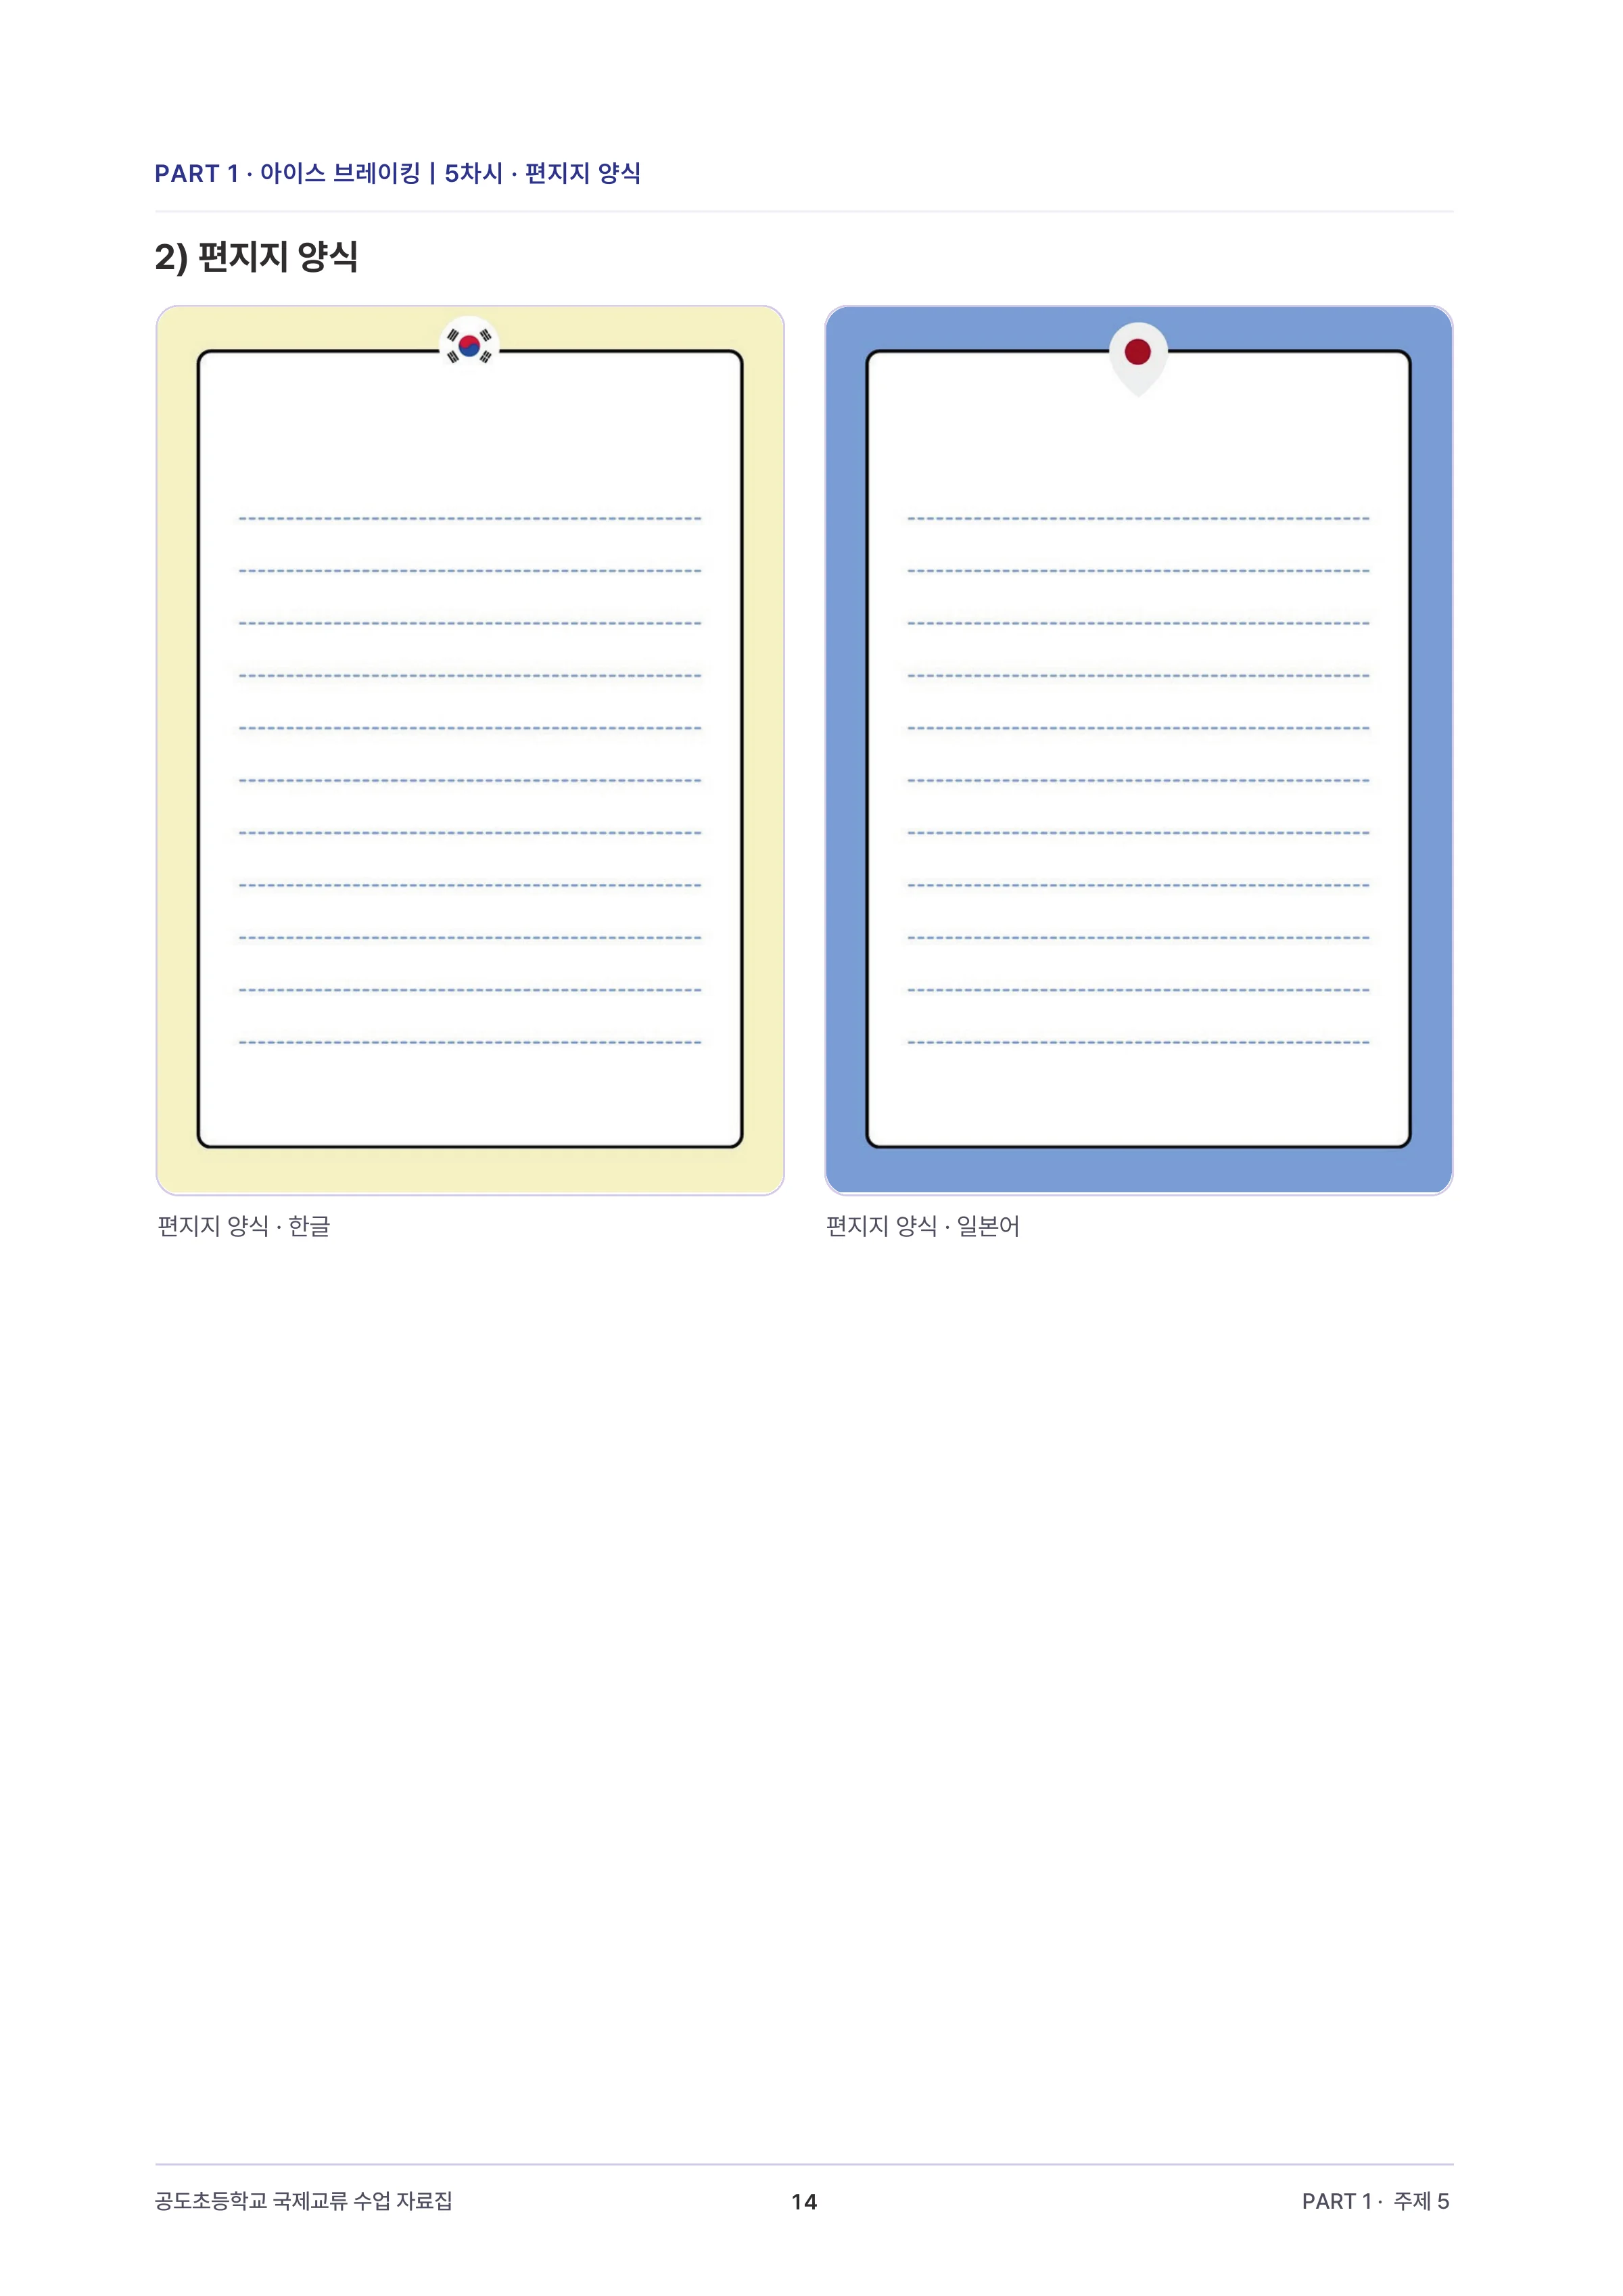 PART 1 · 아이스 브레이킹 | 5차시 · 편지지 양식
2) 편지지 양식
편지지 양식 · 한글
편지지 양식 · 일본어
공도초등학교 국제교류 수업 자료집
14
PART 1 · 주제 5